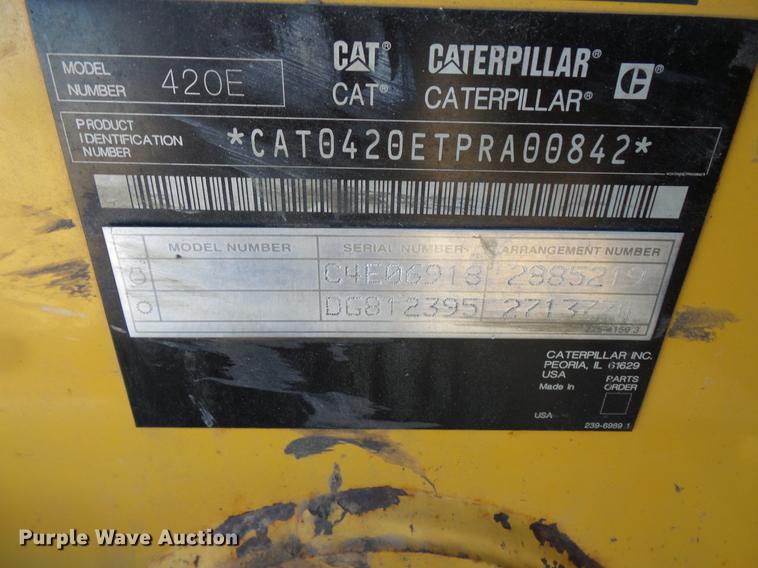 CAT® CATERPILLAR®
CAT® CATERPILLAR®
MODEL NUMBER 420E
PRODUCT IDENTIFICATION NUMBER *CAT0420ETPRA00842*
MODEL NUMBER SERIAL NUMBER ARRANGEMENT NUMBER
C4E06918 2885219
DG812395
CATERPILLAR INC.
PEORIA, IL 61629
USA PARTS
Made In ORDER
USA
239-6989 1
Purple Wave Auction